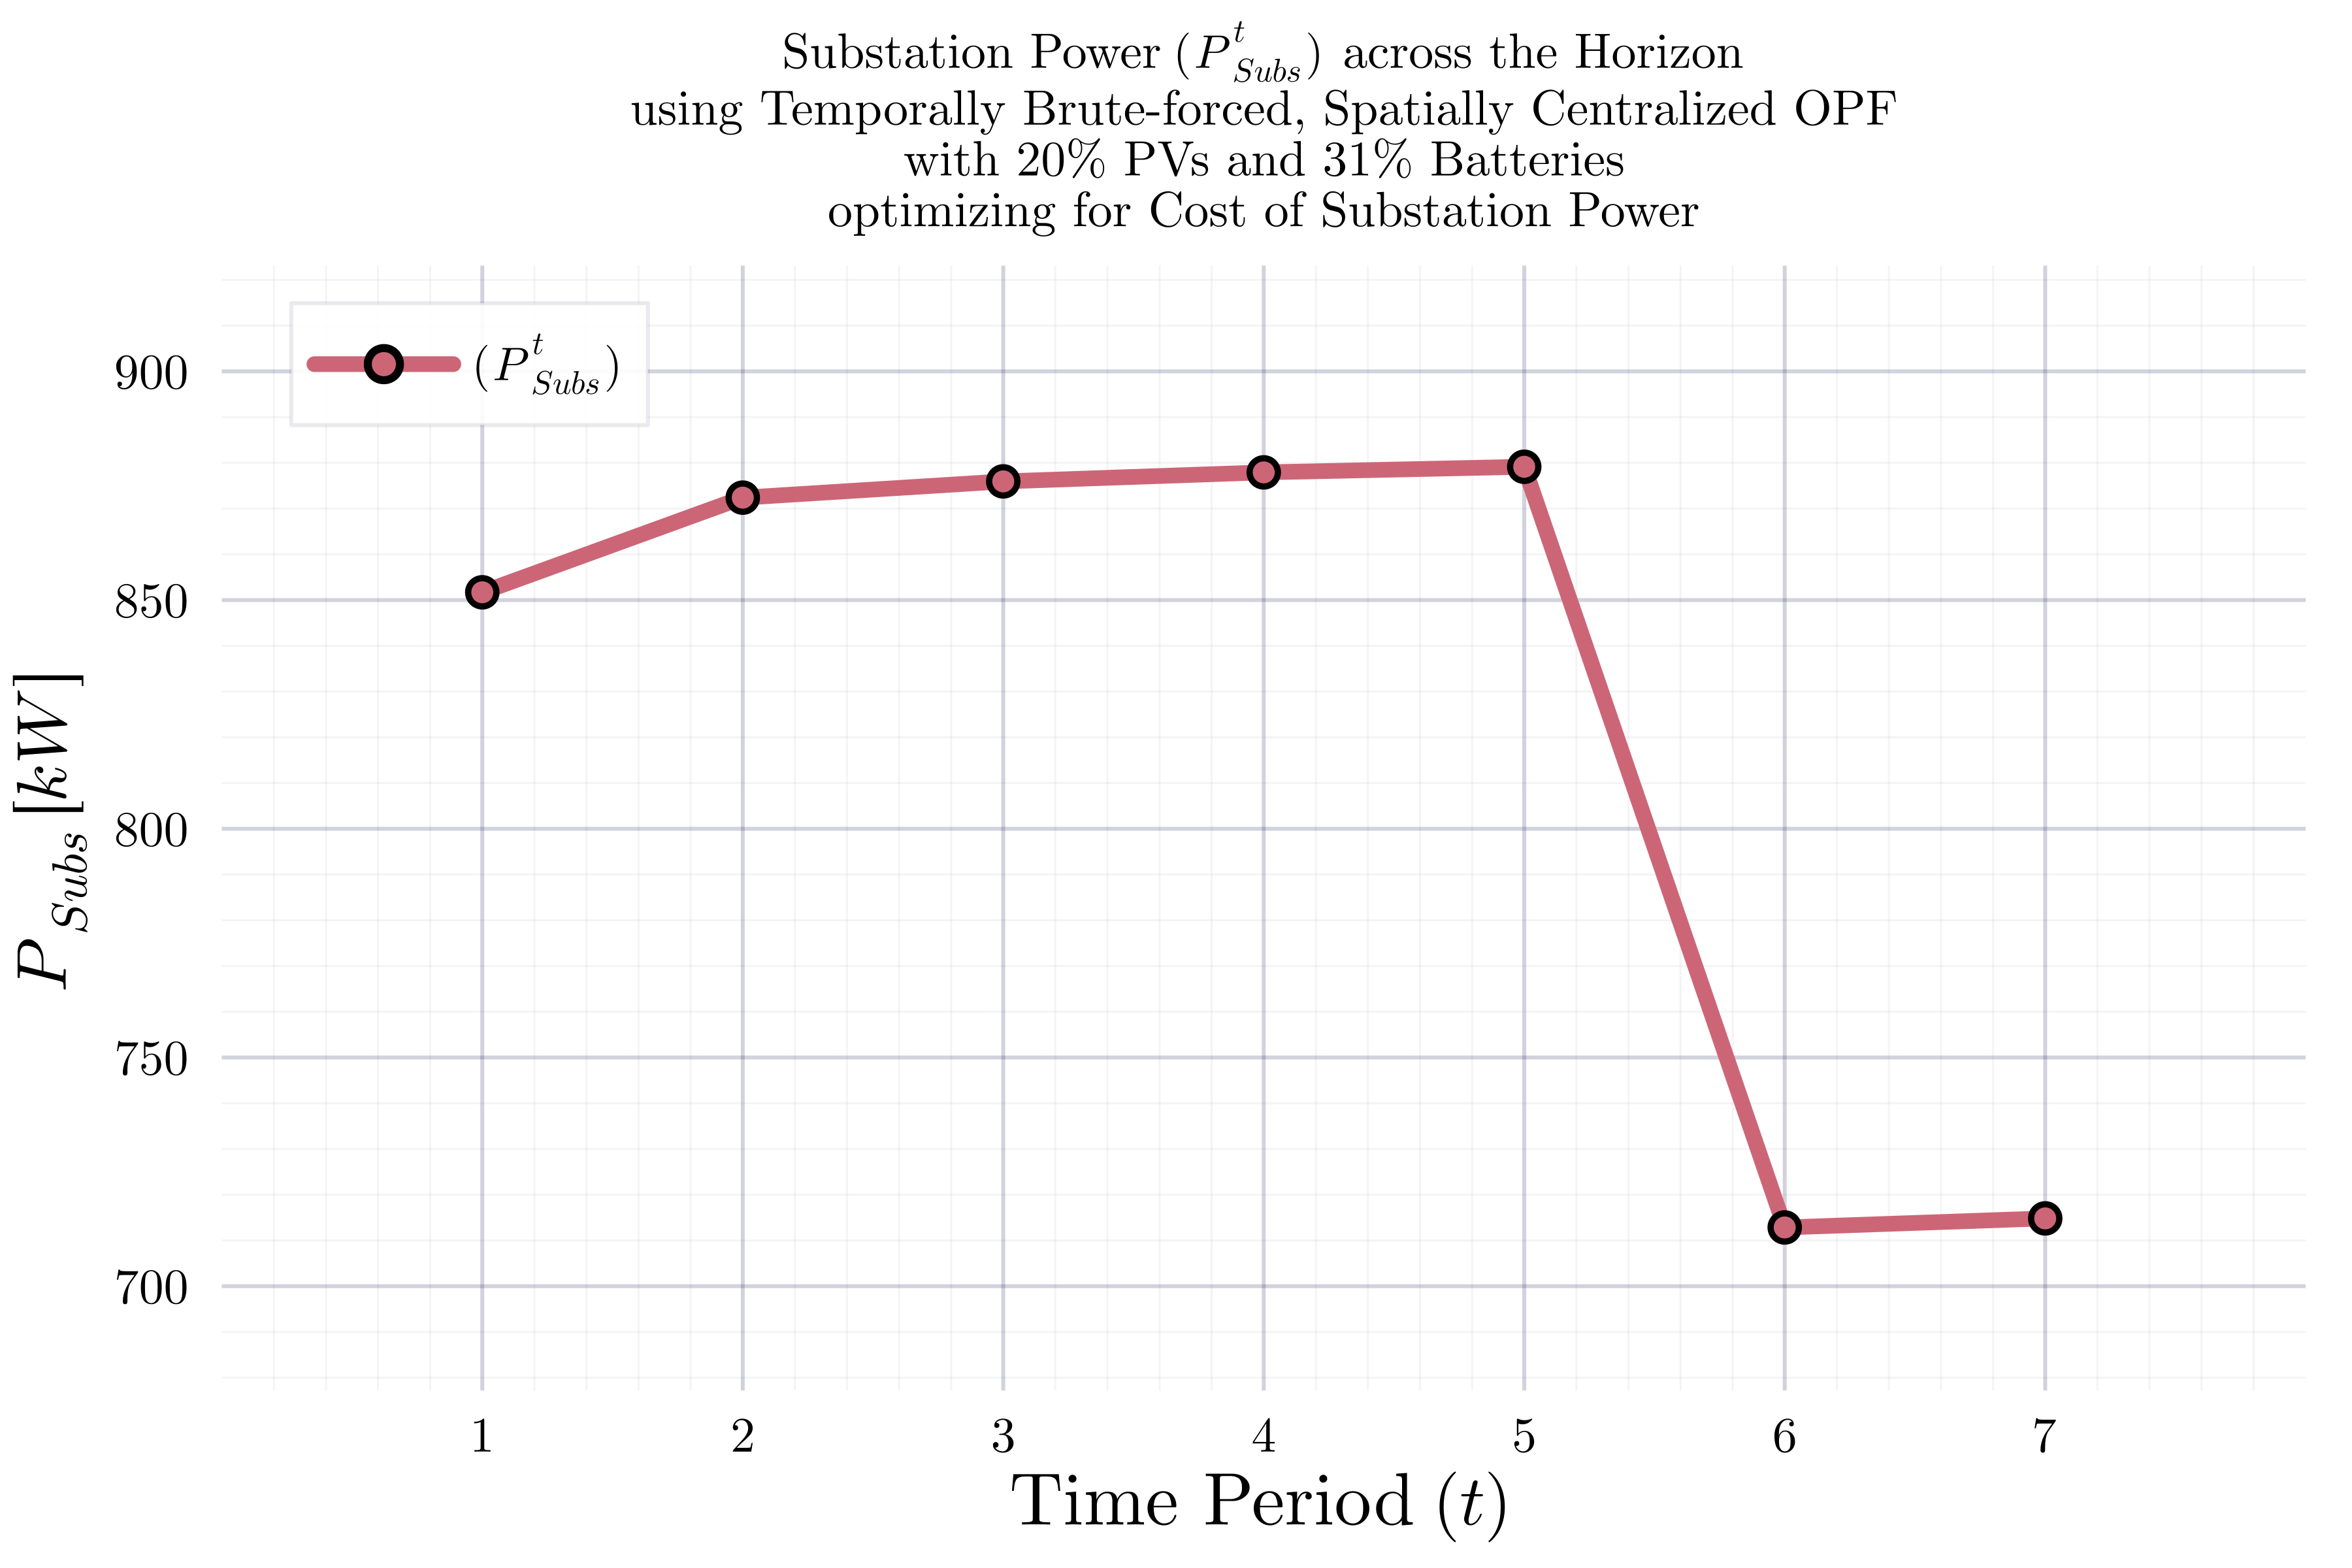 Substation Power (P^t_Subs) across the Horizon
using Temporally Brute-forced, Spatially Centralized OPF
with 20% PVs and 31% Batteries
optimizing for Cost of Substation Power
(P^t_Subs)
P_Subs [kW]
900
850
800
750
700
1 2 3 4 5 6 7
Time Period (t)